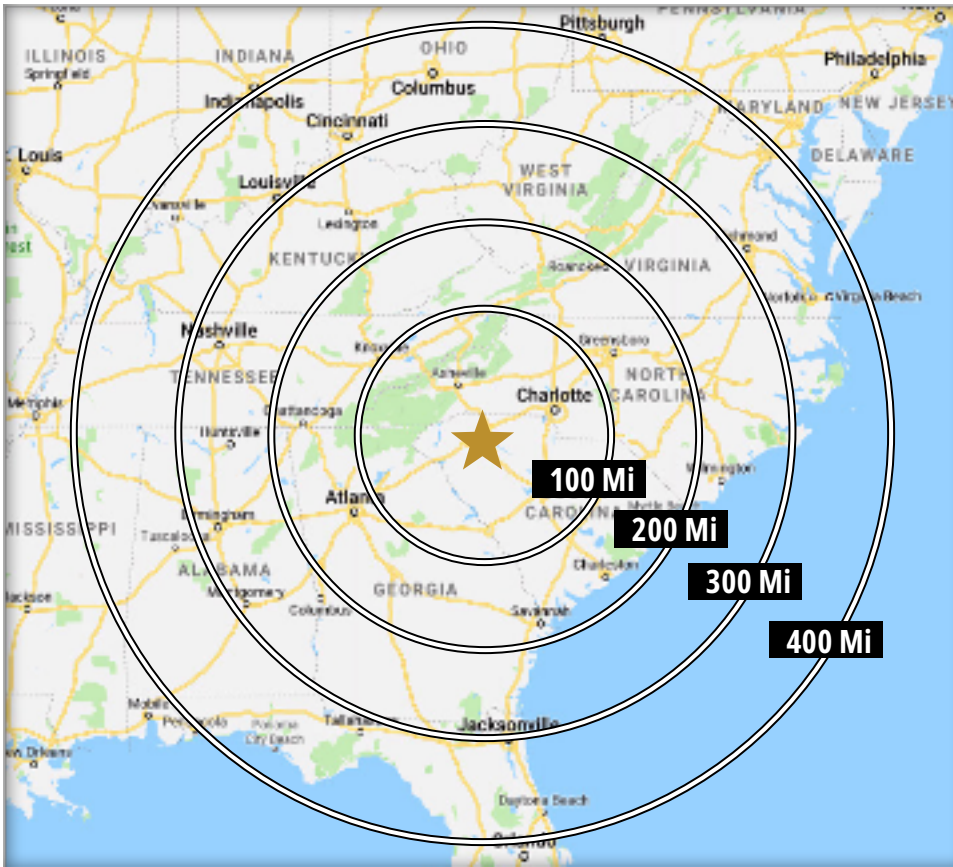 Pittsburgh
PENNSYLVANIA
OHIO
ILLINOIS
INDIANA
Springfield
Columbus
Philadelphia
Indianapolis
MARYLAND
NEW JERSEY
Cincinnati
. Louis
DELAWARE
WEST
VIRGINIA
Louisville
Evansville
Lexington
Richmond
KENTUCKY
Roanoke
VIRGINIA
Norfolk
Virginia Beach
Nashville
Greensboro
Knoxville
TENNESSEE
Asheville
NORTH
CAROLINA
Charlotte
Memphis
Chattanooga
Huntsville
Wilmington
100 Mi
Atlanta
CAROLINA
Myrtle Beach
200 Mi
MISSISSIPPI
Birmingham
Tuscaloosa
Charleston
ALABAMA
300 Mi
GEORGIA
Montgomery
Jackson
Columbus
Savannah
400 Mi
Mobile
Pensacola
Panama
City Beach
Tallahassee
Jacksonville
New Orleans
Daytona Beach
Orlando